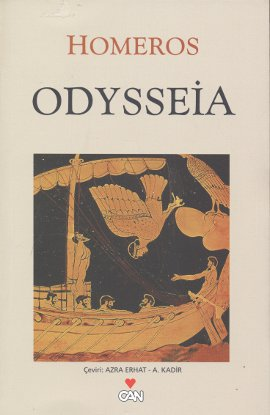 HOMEROS
ODYSSEİA
Çeviri: AZRA ERHAT - A. KADİR
CAN